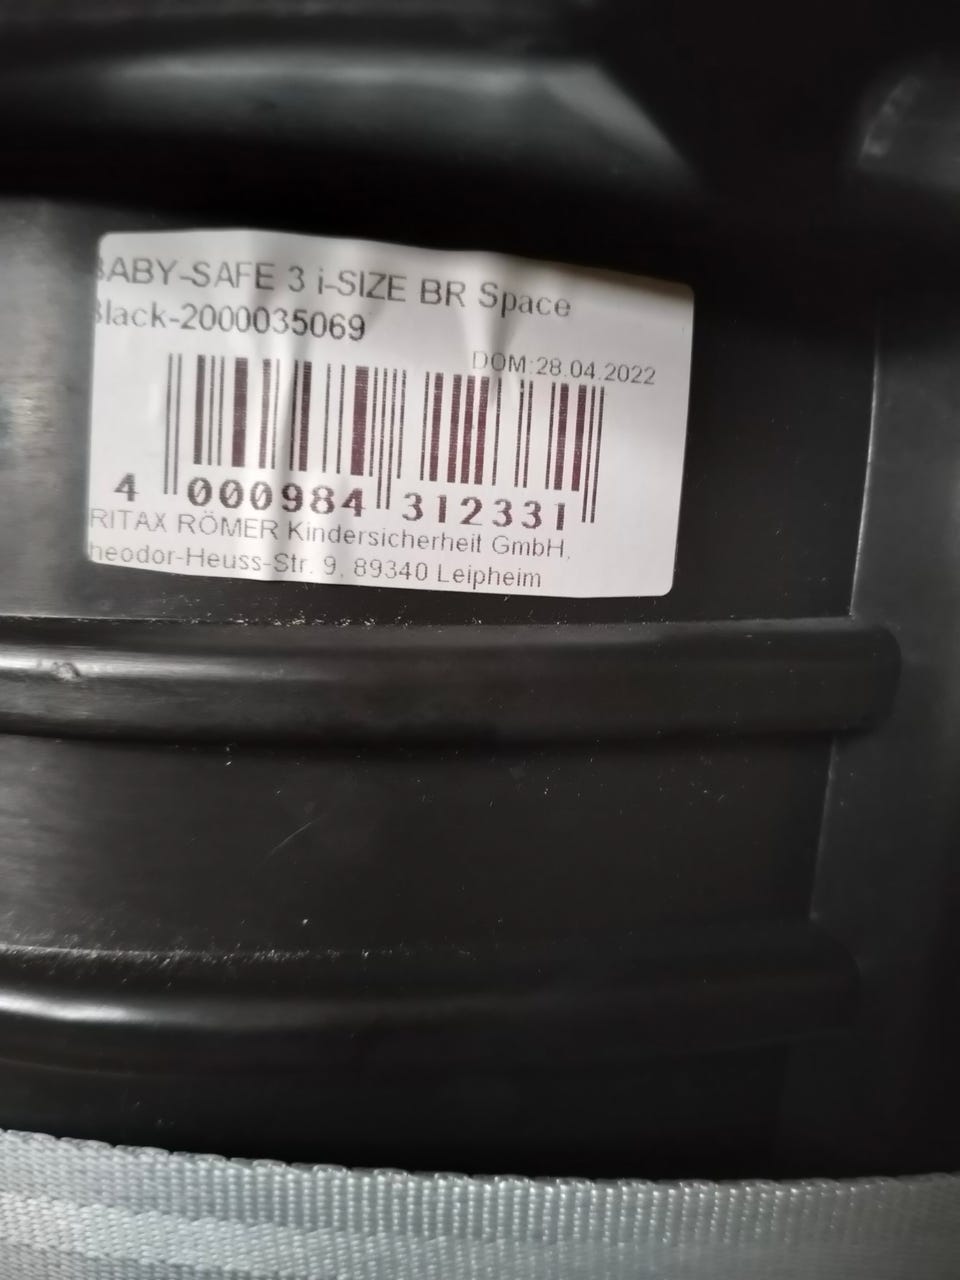 BABY-SAFE 3 i-SIZE BR Space
Black-2000035069
DOM:28.04.2022
4 000984 312331
RITAX RÖMER Kindersicherheit GmbH,
heodor-Heuss-Str. 9, 89340 Leipheim